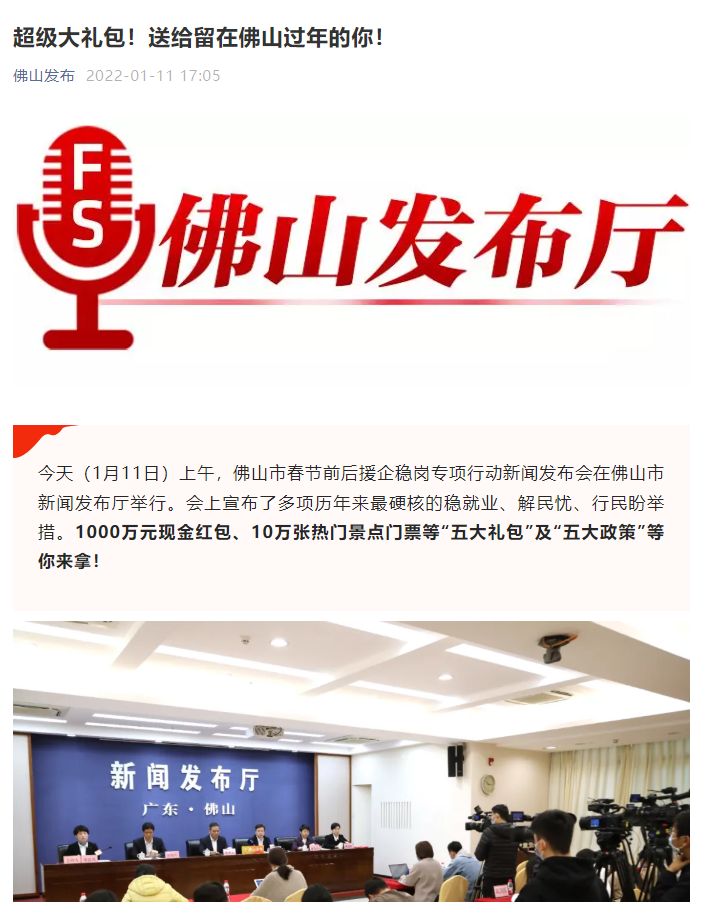 超级大礼包！送给留在佛山过年的你！
佛山发布 2022-01-11 17:05
FS
佛山发布厅
今天（1月11日）上午，佛山市春节前后援企稳岗专项行动新闻发布会在佛山市
新闻发布厅举行。会上宣布了多项历年来最硬核的稳就业、解民忧、行民盼举
措。1000万元现金红包、10万张热门景点门票等“五大礼包”及“五大政策”等
你来拿！
新闻发布厅
广东·佛山